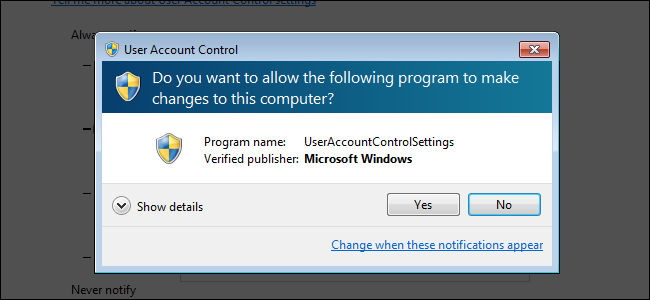 Tell me more about User Account Control settings
User Account Control
Do you want to allow the following program to make
changes to this computer?
Program name: UserAccountControlSettings
Verified publisher: Microsoft Windows
Show details
Yes
No
Change when these notifications appear
Never notify